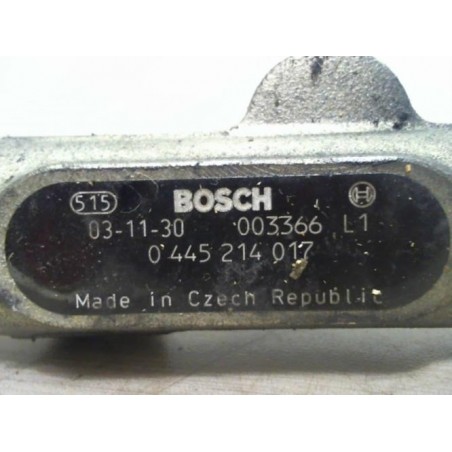 515 BOSCH
03-11-30 003366 L1
0 445 214 017
Made in Czech Republic